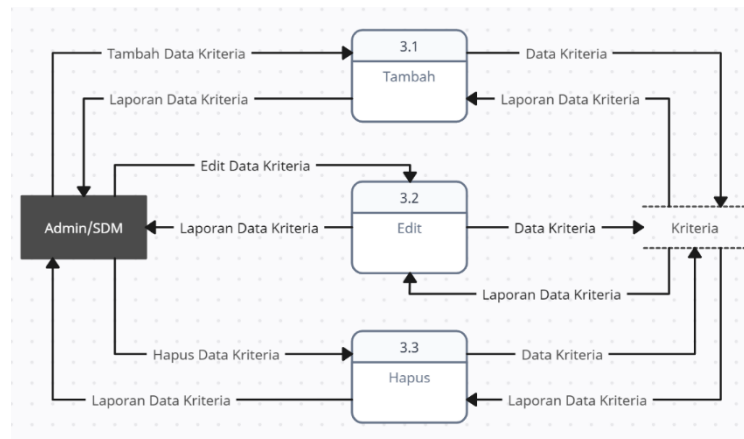 3.1
Tambah Data Kriteria
Data Kriteria
Tambah
Laporan Data Kriteria
Laporan Data Kriteria
Edit Data Kriteria
3.2
Admin/SDM
Laporan Data Kriteria
Edit
Data Kriteria
Kriteria
Laporan Data Kriteria
3.3
Hapus Data Kriteria
Data Kriteria
Hapus
Laporan Data Kriteria
Laporan Data Kriteria